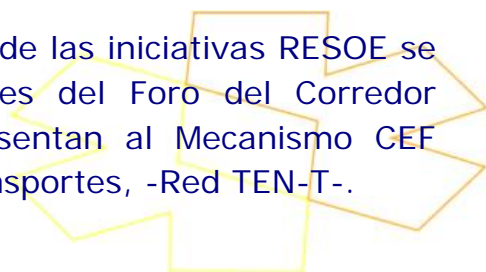 de las iniciativas RESOE se
es del Foro del Corredor
sentan al Mecanismo CEF
nsportes, -Red TEN-T-.